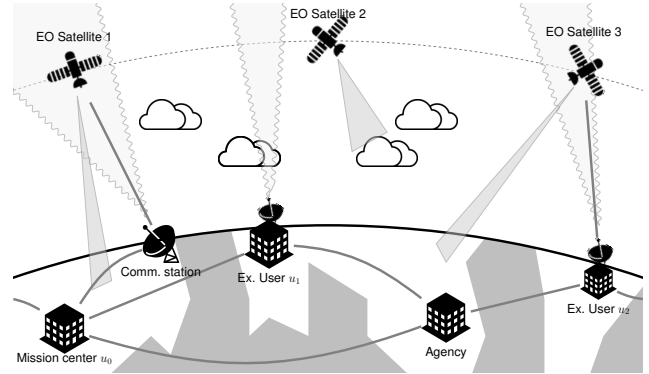 EO Satellite 2
EO Satellite 1
EO Satellite 3
Comm. station
Ex. User u₁
Ex. User u₂
Mission center u₀
Agency